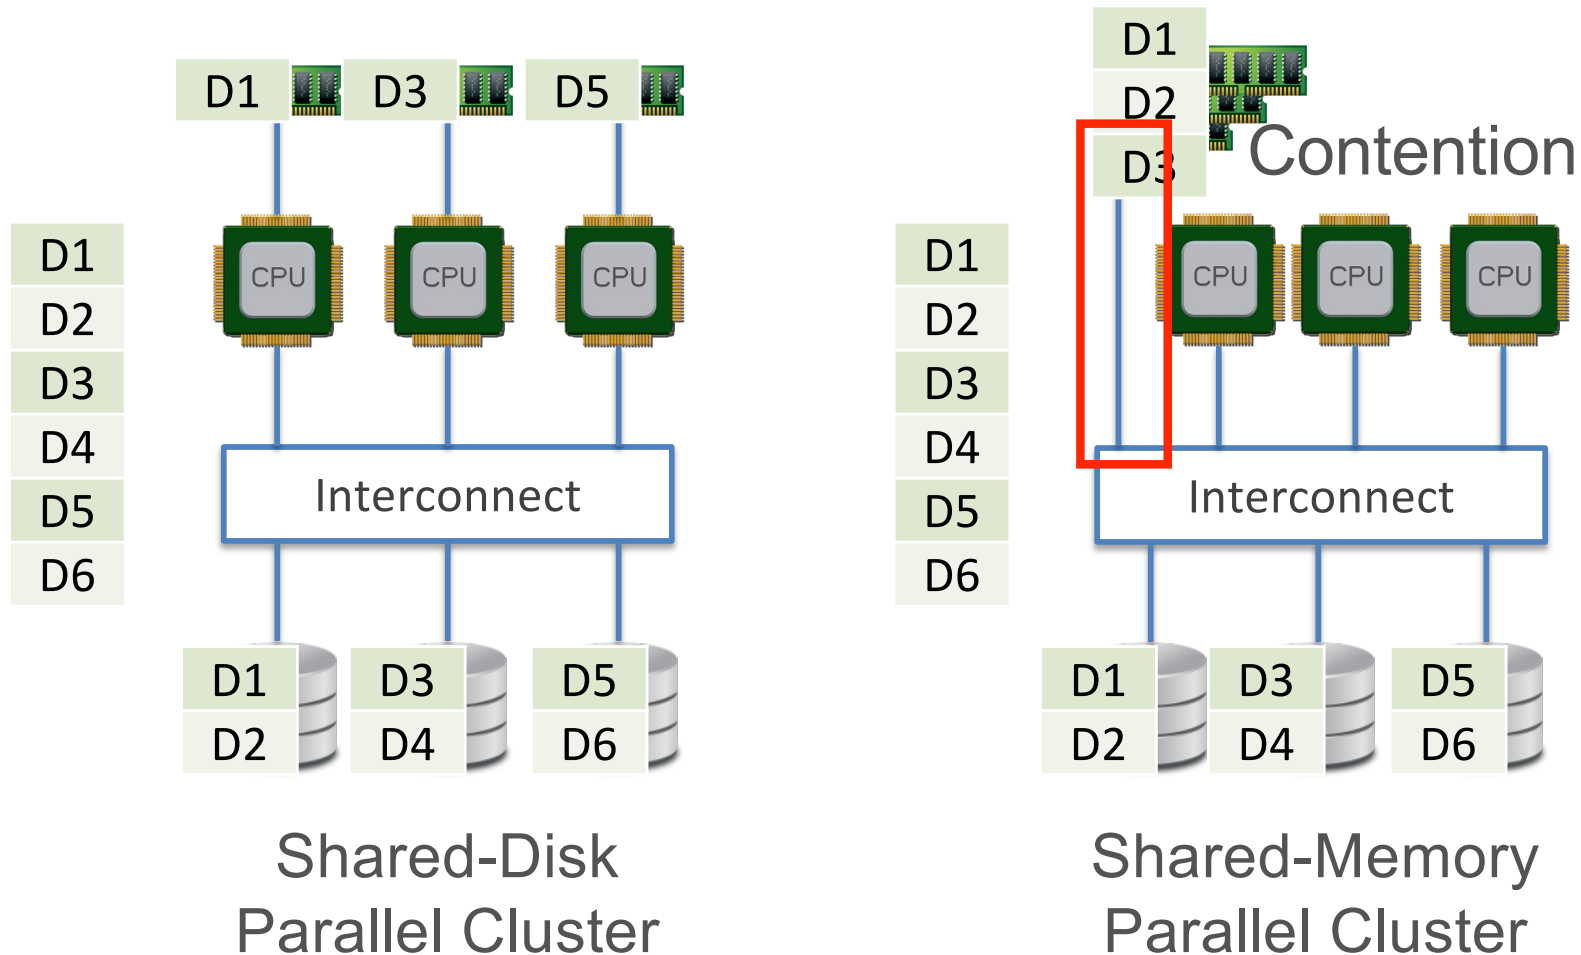 D1
D3
D5
CPU
CPU
CPU
D1
D2
D3
D4
D5
D6
Interconnect
D1
D3
D5
D2
D4
D6
Shared-Disk
Parallel Cluster
D1
D2
D3
Contention
CPU
CPU
CPU
D1
D2
D3
D4
D5
D6
Interconnect
D1
D3
D5
D2
D4
D6
Shared-Memory
Parallel Cluster